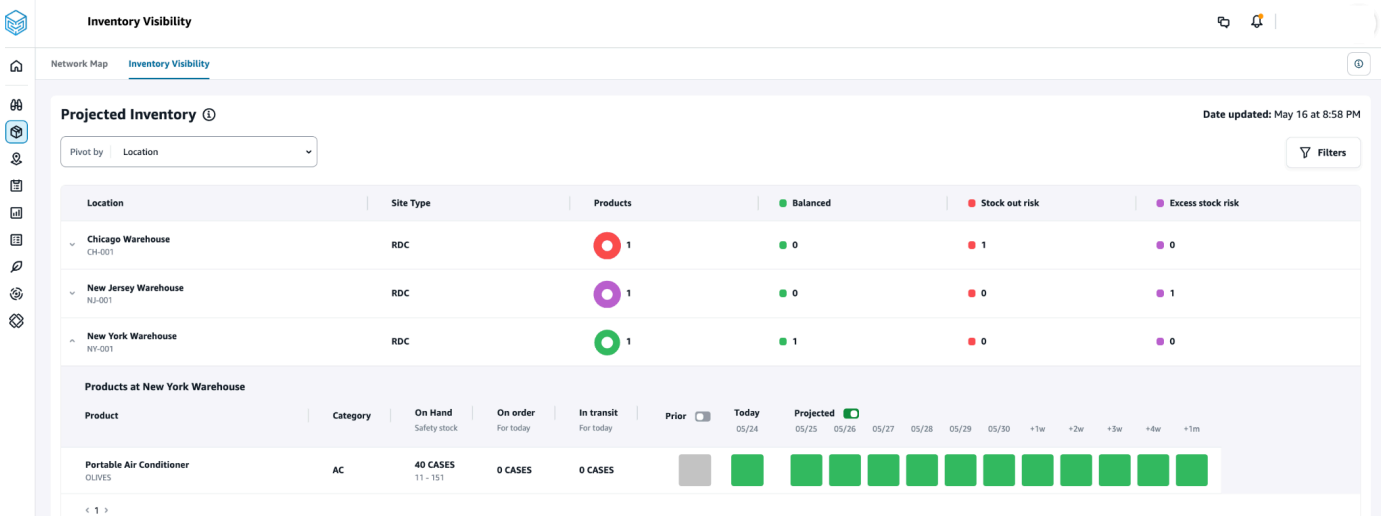 Inventory Visibility
Network Map Inventory Visibility
Projected Inventory
Date updated: May 16 at 8:58 PM
Pivot by Location
Filters
Location Site Type Products Balanced Stock out risk Excess stock risk
Chicago Warehouse
CH-001
RDC 1 0 1 0
New Jersey Warehouse
NJ-001
RDC 1 0 0 1
New York Warehouse
NY-001
RDC 1 1 0 0
Products at New York Warehouse
Product Category On Hand On order In transit Prior Today Projected
Safety stock For today For today 05/24 05/25 05/26 05/27 05/28 05/29 05/30 +1w +2w +3w +4w +1m
Portable Air Conditioner
OLIVES
AC 40 CASES 0 CASES 0 CASES
11 - 151
< 1 >